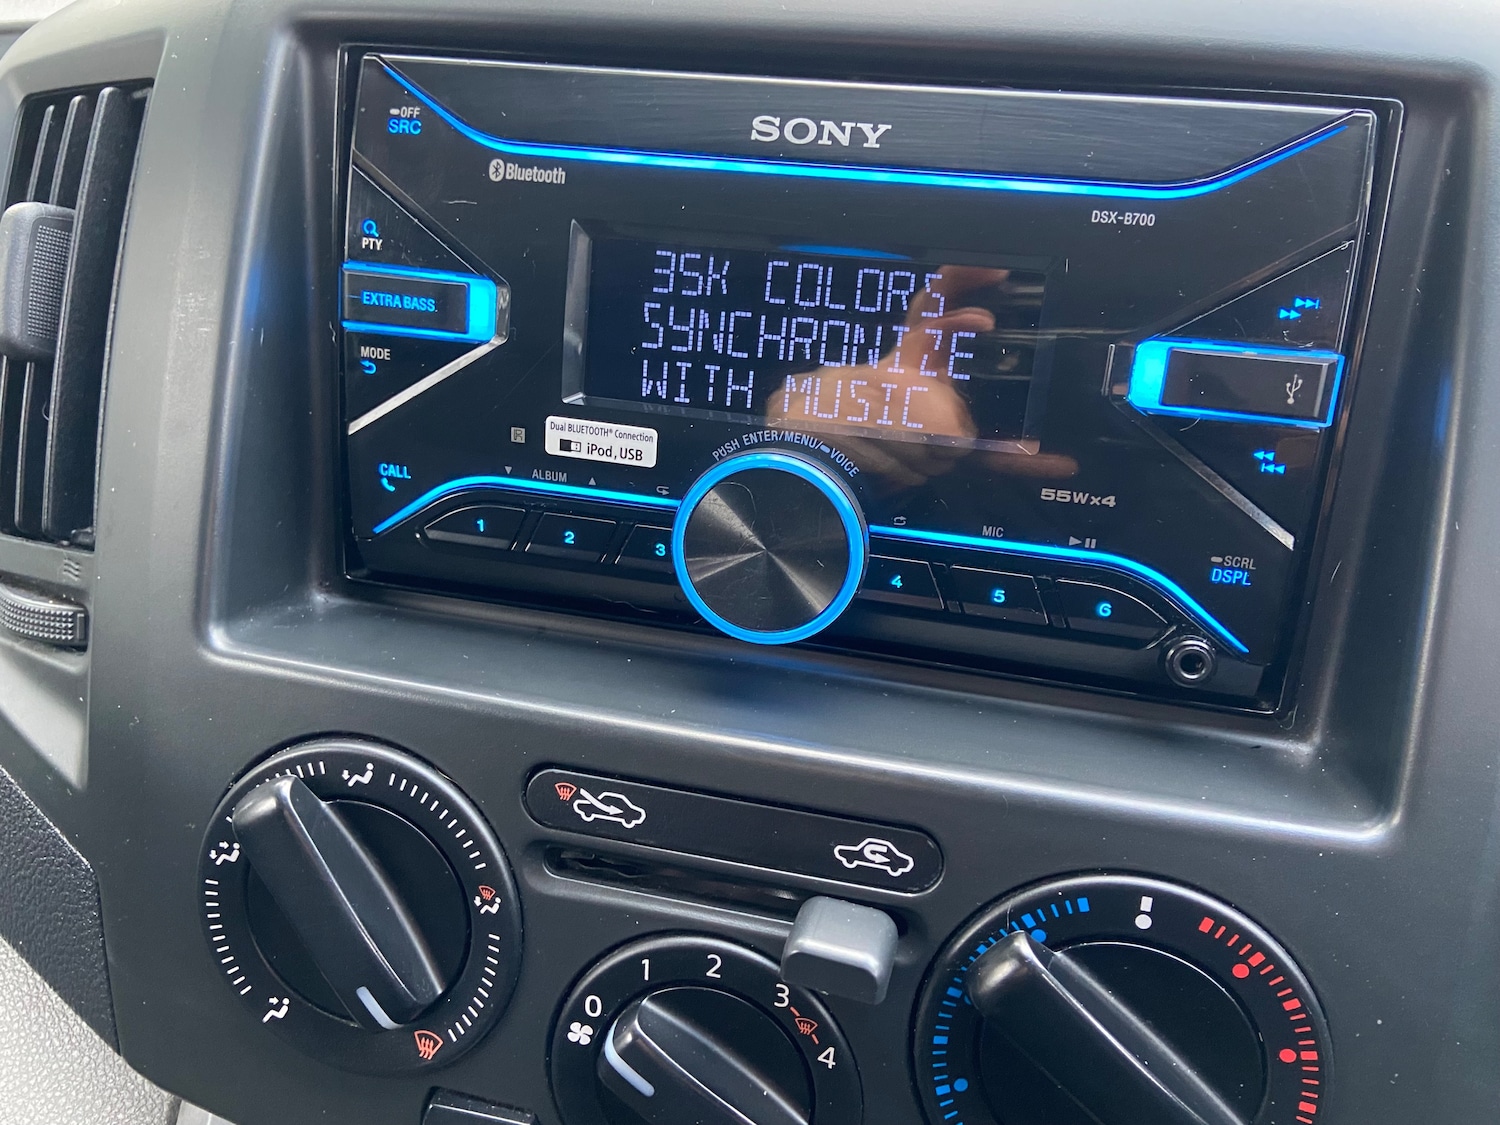 SONY
OFF
SRC
Bluetooth
DSX-B700
PTY
EXTRA BASS
MODE
35K COLORS
SYNCHRONIZE
WITH MUSIC
Dual BLUETOOTH® Connection
iPod, USB
PUSH ENTER/MENU/ VOICE
55W×4
CALL
ALBUM
MIC
SCRL
DSPL
1 2 3 4 5 6
0 1 2 3 4